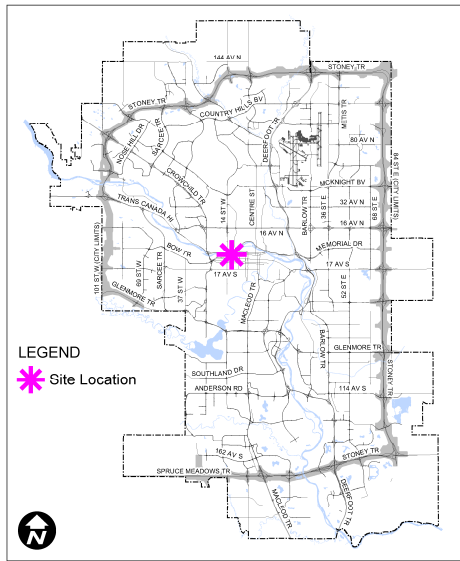 144 AV N
STONEY TR
STONEY TR
COUNTRY HILLS BV
NOSE HILL DR
SARCEE TR
DEERFOOT TR
METIS TR
80 AV N
CROWCHILD TR
84 ST E (CITY LIMITS)
MCKNIGHT BV
TRANS CANADA HI
14 ST W
CENTRE ST
BARLOW TR
36 ST E
32 AV N
68 ST E
16 AV N
16 AV N
101 ST W (CITY LIMITS)
BOW TR
MEMORIAL DR
69 ST W
SARCEE TR
37 ST W
17 AV S
17 AV S
GLENMORE TR
MACLEOD TR
52 ST E
BARLOW TR
GLENMORE TR
LEGEND
Site Location
SOUTHLAND DR
ANDERSON RD
114 AV S
STONEY TR
162 AV S
STONEY TR
SPRUCE MEADOWS TR
MACLEOD TR
DEERFOOT TR
N